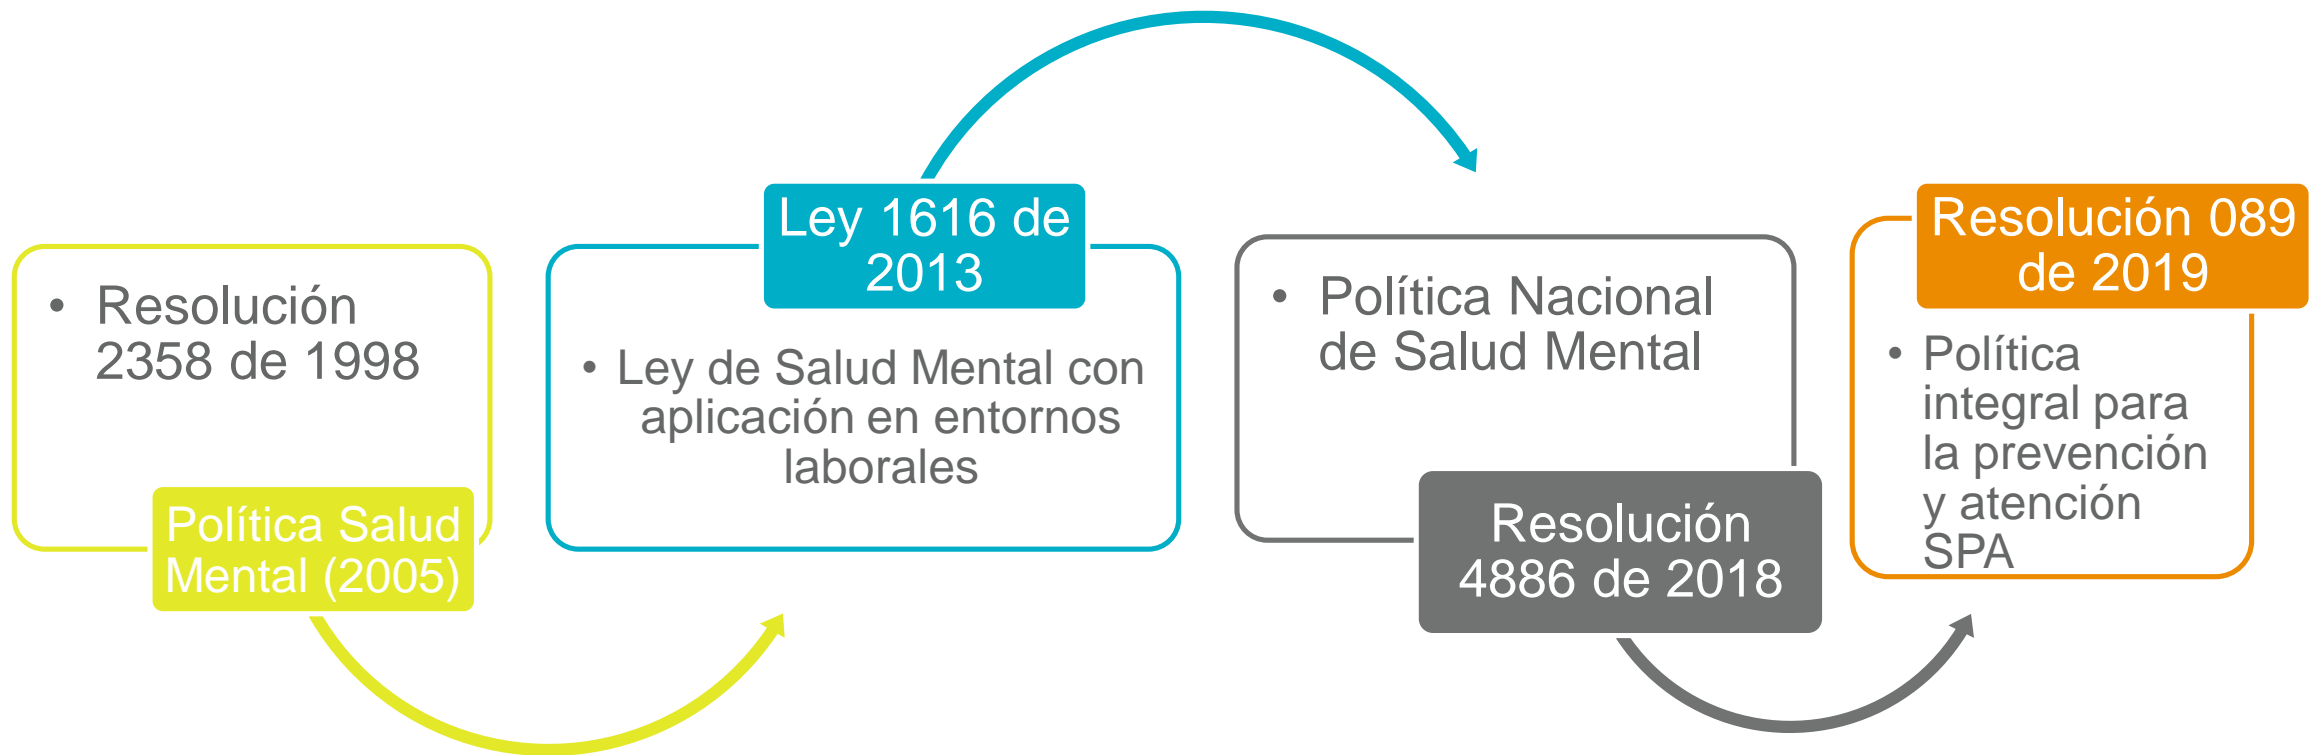 • Resolución
2358 de 1998
Política Salud
Mental (2005)
Ley 1616 de
2013
• Ley de Salud Mental con
aplicación en entornos
laborales
• Política Nacional
de Salud Mental
Resolución
4886 de 2018
Resolución 089
de 2019
• Política
integral para
la prevención
y atención
SPA